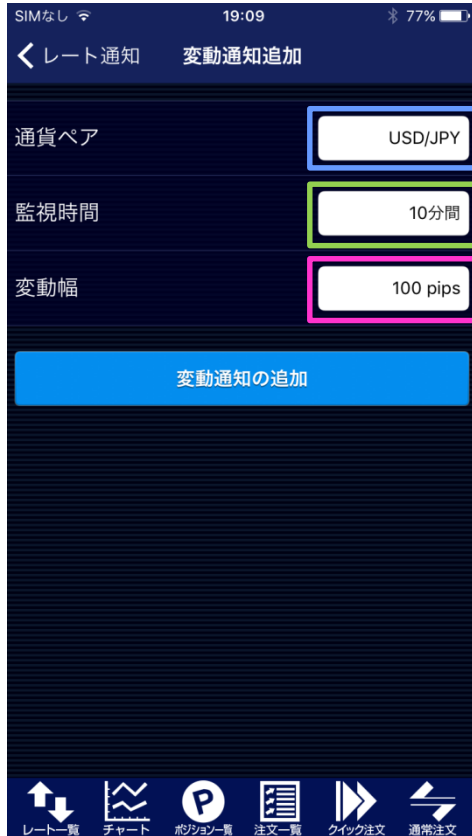 SIMなし 19:09 77%
レート通知 変動通知追加
通貨ペア USD/JPY
監視時間 10分間
変動幅 100 pips
変動通知の追加
レート一覧 チャート ポジション一覧 注文一覧 クイック注文 通常注文